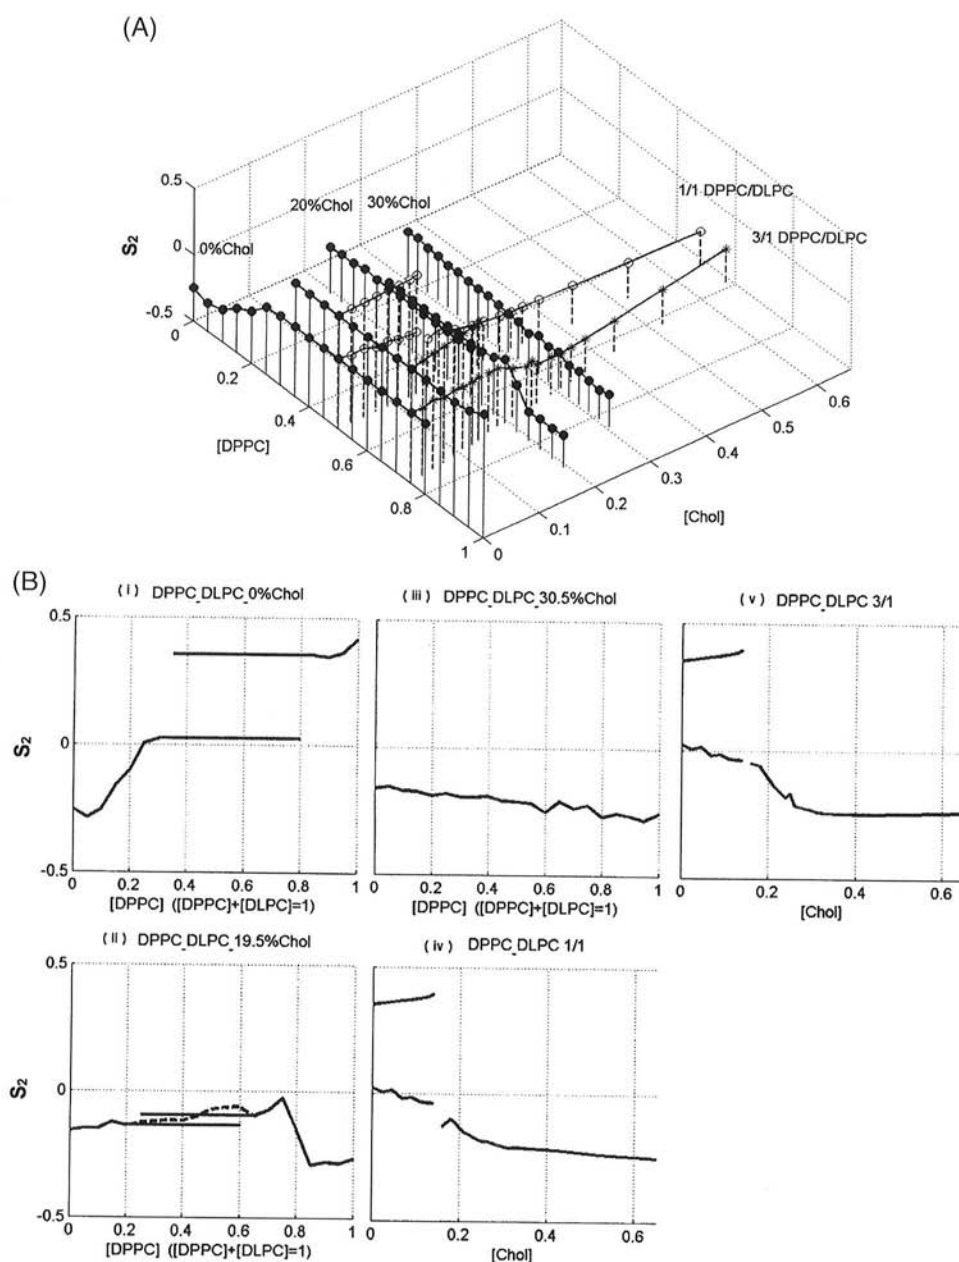 (A)
0.5
0
-0.5
S2
0%Chol
20%Chol
30%Chol
1/1 DPPC/DLPC
3/1 DPPC/DLPC
0
0.2
0.4
0.6
0.8
1
[DPPC]
0
0.1
0.2
0.3
0.4
0.5
0.6
[Chol]
(B)
(i) DPPC_DLPC_0%Chol
0.5
0
-0.5
S2
0 0.2 0.4 0.6 0.8 1
[DPPC] ([DPPC]+[DLPC]=1)
(iii) DPPC_DLPC_30.5%Chol
0 0.2 0.4 0.6 0.8 1
[DPPC] ([DPPC]+[DLPC]=1)
(v) DPPC_DLPC 3/1
0.2 0.4 0.6
[Chol]
(ii) DPPC_DLPC_19.5%Chol
0.5
0
-0.5
S2
0 0.2 0.4 0.6 0.8 1
[DPPC] ([DPPC]+[DLPC]=1)
(iv) DPPC_DLPC 1/1
0 0.2 0.4 0.6
[Chol]